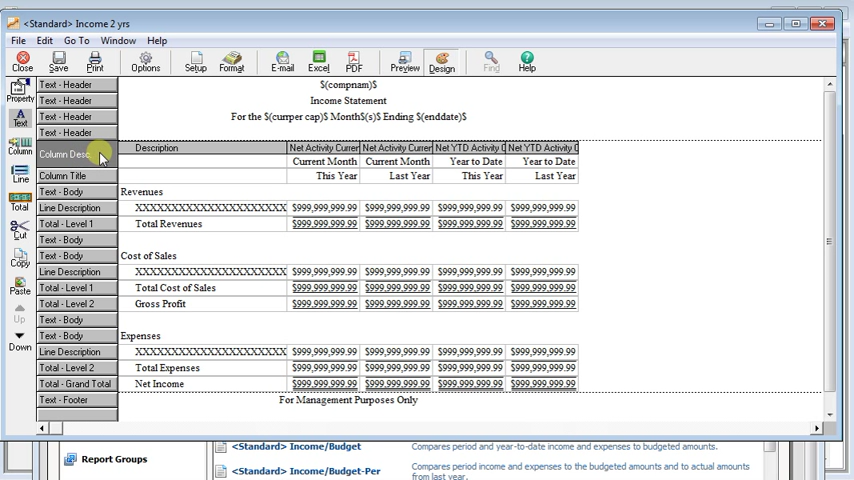 <Standard> Income 2 yrs
File Edit Go To Window Help
Close Save Print Options Setup Format E-mail Excel PDF Preview Design Find Help
Property
Text
Column
Line
Total
Cut
Copy
Paste
Up
Down
Text - Header $(compnam)$
Text - Header Income Statement
Text - Header For the $(currper cap)$ Month$(s)$ Ending $(enddate)$
Text - Header
Column Desc Description Net Activity Curren Net Activity Curren Net YTD Activity C Net YTD Activity C
Current Month Current Month Year to Date Year to Date
Column Title This Year Last Year This Year Last Year
Text - Body Revenues
Line Description XXXXXXXXXXXXXXXXXXXXXX $999,999,999.99 $999,999,999.99 $999,999,999.99 $999,999,999.99
Total - Level 1 Total Revenues $999,999,999.99 $999,999,999.99 $999,999,999.99 $999,999,999.99
Text - Body
Text - Body Cost of Sales
Line Description XXXXXXXXXXXXXXXXXXXXXX $999,999,999.99 $999,999,999.99 $999,999,999.99 $999,999,999.99
Total - Level 1 Total Cost of Sales $999,999,999.99 $999,999,999.99 $999,999,999.99 $999,999,999.99
Total - Level 2 Gross Profit $999,999,999.99 $999,999,999.99 $999,999,999.99 $999,999,999.99
Text - Body
Text - Body Expenses
Line Description XXXXXXXXXXXXXXXXXXXXXX $999,999,999.99 $999,999,999.99 $999,999,999.99 $999,999,999.99
Total - Level 2 Total Expenses $999,999,999.99 $999,999,999.99 $999,999,999.99 $999,999,999.99
Total - Grand Total Net Income $999,999,999.99 $999,999,999.99 $999,999,999.99 $999,999,999.99
Text - Footer For Management Purposes Only
Report Groups
<Standard> Income/Budget Compares period and year-to-date income and expenses to budgeted amounts.
<Standard> Income/Budget-Per Compares period income and expenses to the budgeted amounts and to actual amounts from last year.